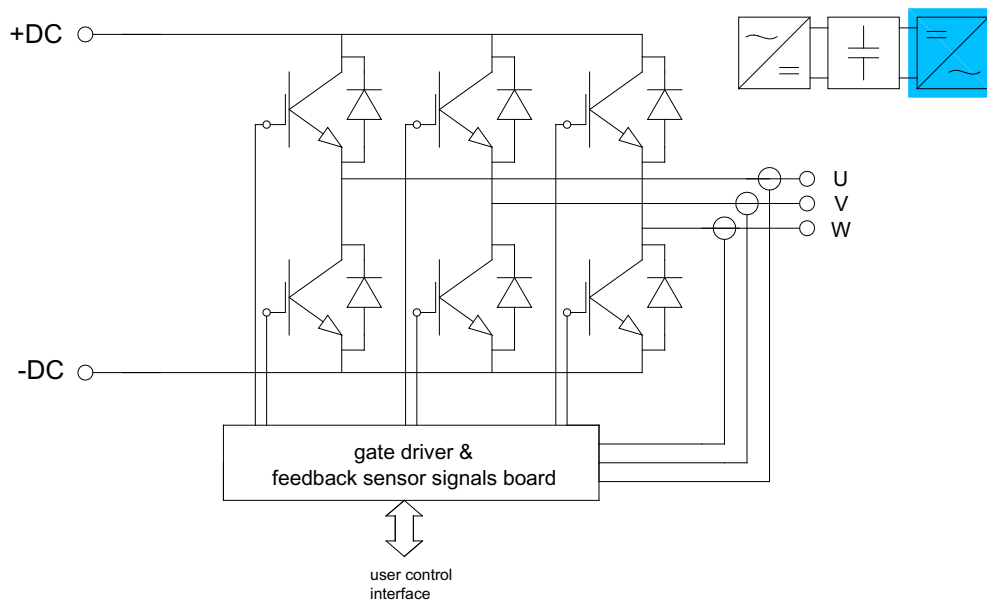 +DC
U
V
W
-DC
gate driver &
feedback sensor signals board
user control
interface